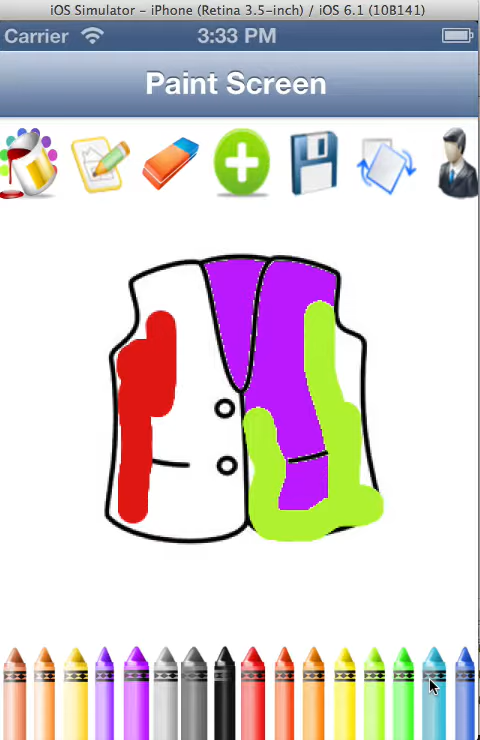 iOS Simulator – iPhone (Retina 3.5-inch) / iOS 6.1 (10B141)
Carrier 3:33 PM
Paint Screen